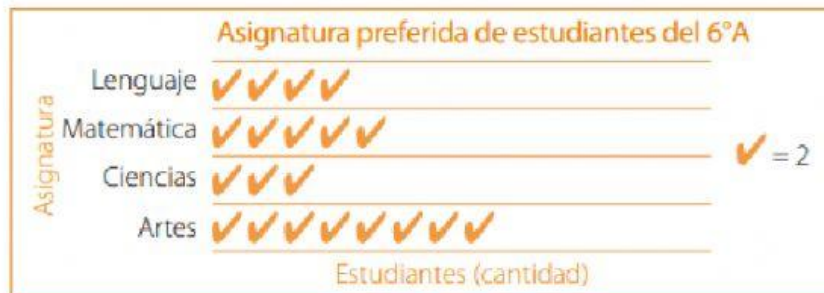 Asignatura preferida de estudiantes del 6°A
Asignatura
Lenguaje
Matemática
Ciencias
Artes
= 2
Estudiantes (cantidad)